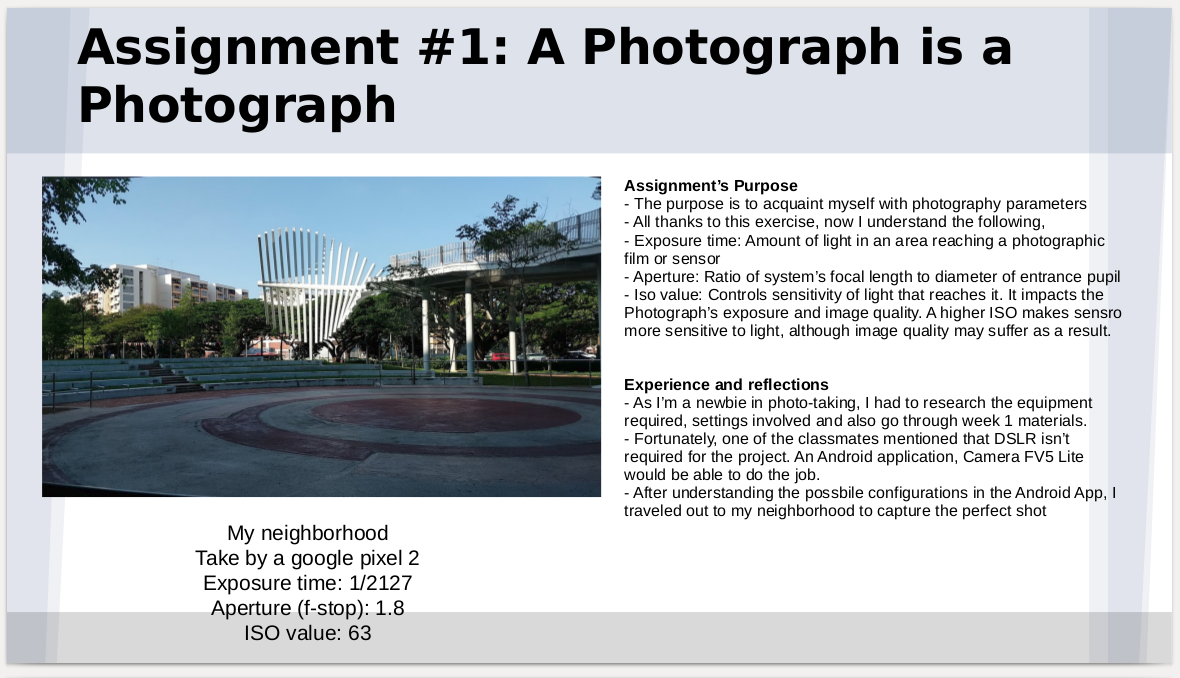 Assignment #1: A Photograph is a
Photograph
Assignment’s Purpose
- The purpose is to acquaint myself with photography parameters
- All thanks to this exercise, now I understand the following,
- Exposure time: Amount of light in an area reaching a photographic
film or sensor
- Aperture: Ratio of system’s focal length to diameter of entrance pupil
- Iso value: Controls sensitivity of light that reaches it. It impacts the
Photograph’s exposure and image quality. A higher ISO makes sensro
more sensitive to light, although image quality may suffer as a result.
Experience and reflections
- As I’m a newbie in photo-taking, I had to research the equipment
required, settings involved and also go through week 1 materials.
- Fortunately, one of the classmates mentioned that DSLR isn’t
required for the project. An Android application, Camera FV5 Lite
would be able to do the job.
- After understanding the possbile configurations in the Android App, I
traveled out to my neighborhood to capture the perfect shot
My neighborhood
Take by a google pixel 2
Exposure time: 1/2127
Aperture (f-stop): 1.8
ISO value: 63